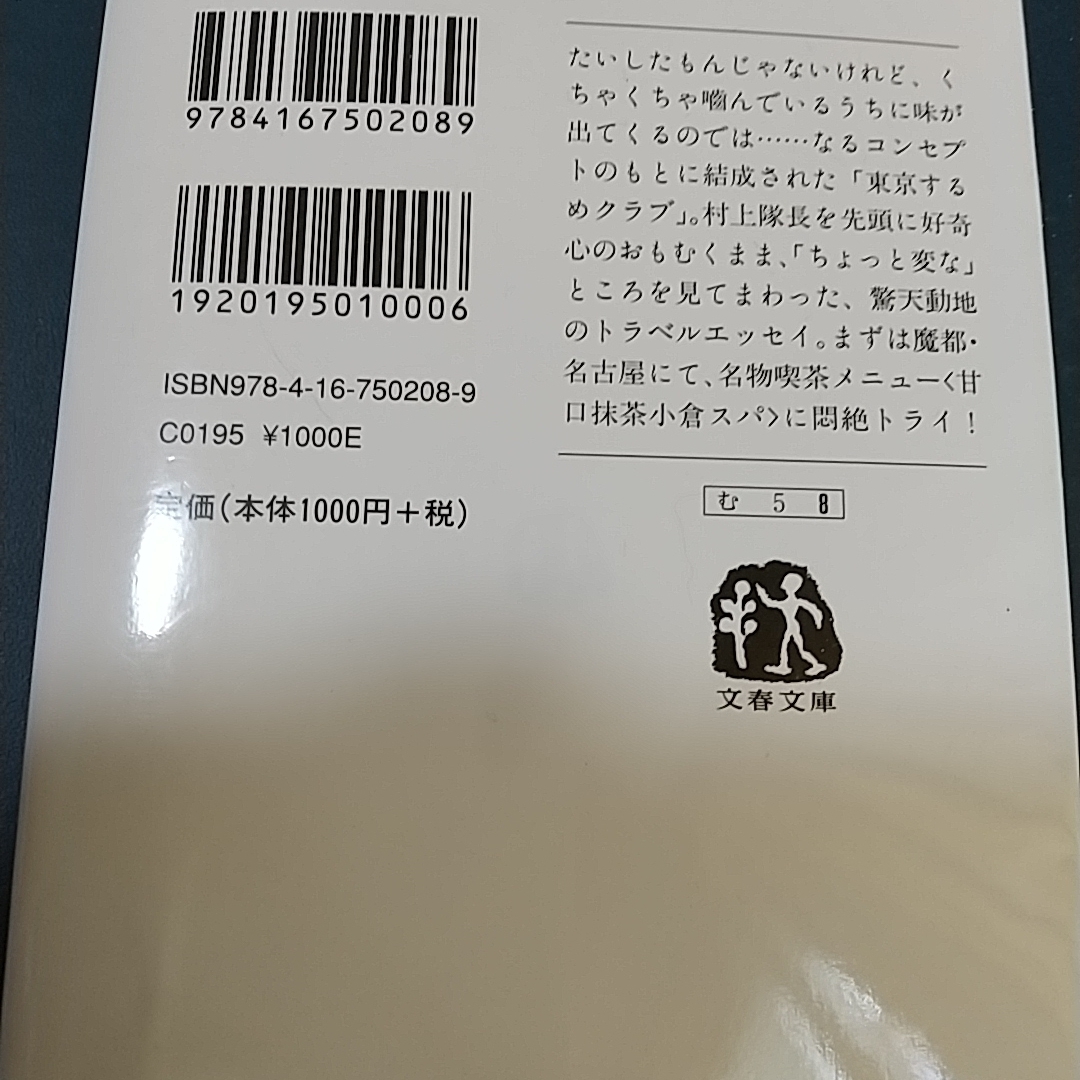 9784167502089
1920195010006
ISBN978-4-16-750208-9
C0195 ¥1000E
定価(本体1000円+税)
たいしたもんじゃないけれど、く
ちゃくちゃ嚙んでいるうちに味が
出てくるのでは……なるコンセプ
トのもとに結成された「東京する
めクラブ」。村上隊長を先頭に好奇
心のおもむくまま、「ちょっと変な」
ところを見てまわった、驚天動地
のトラベルエッセイ。まずは魔都・
名古屋にて、名物喫茶メニュー〈甘
口抹茶小倉スパ〉に悶絶トライ!
む 5 8
文春文庫